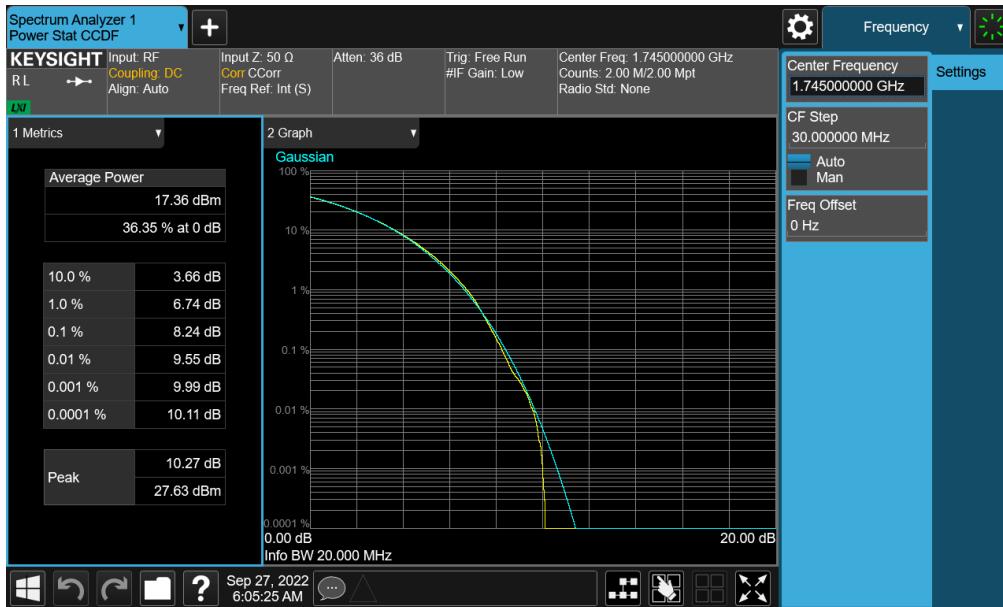 Spectrum Analyzer 1
Power Stat CCDF
Frequency
KEYSIGHT
R L
LXI
Input: RF
Coupling: DC
Align: Auto
Input Z: 50 Ω
Corr CCorr
Freq Ref: Int (S)
Atten: 36 dB
Trig: Free Run
#IF Gain: Low
Center Freq: 1.745000000 GHz
Counts: 2.00 M/2.00 Mpt
Radio Std: None
Center Frequency
1.745000000 GHz
Settings
CF Step
30.000000 MHz
Auto
Man
Freq Offset
0 Hz
1 Metrics
Average Power
17.36 dBm
36.35 % at 0 dB
10.0 % 3.66 dB
1.0 % 6.74 dB
0.1 % 8.24 dB
0.01 % 9.55 dB
0.001 % 9.99 dB
0.0001 % 10.11 dB
Peak
10.27 dB
27.63 dBm
2 Graph
Gaussian
100 %
10 %
1 %
0.1 %
0.01 %
0.001 %
0.0001 %
0.00 dB 20.00 dB
Info BW 20.000 MHz
?
Sep 27, 2022
6:05:25 AM